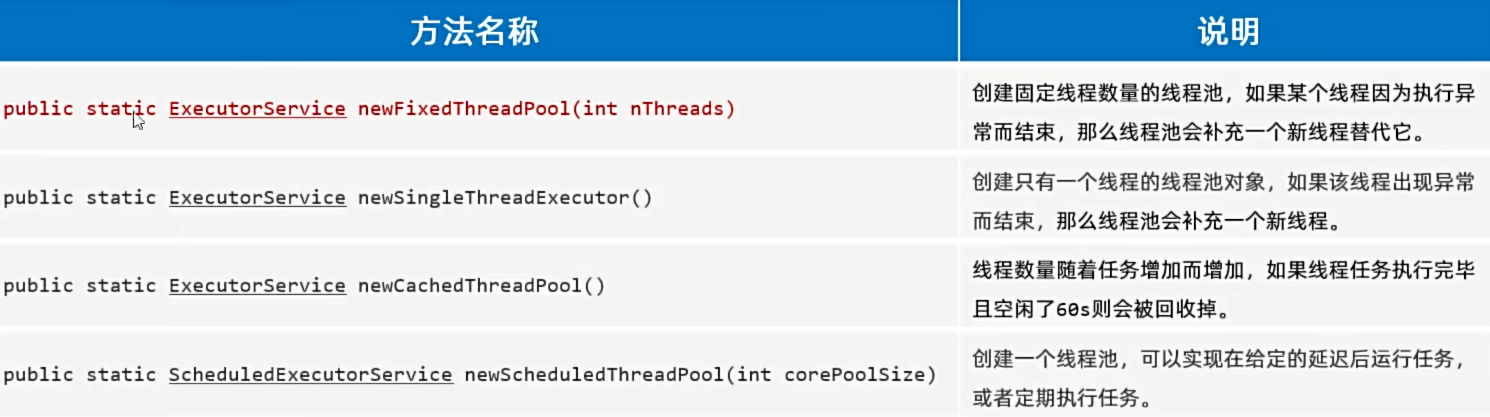 方法名称 说明
public static ExecutorService newFixedThreadPool(int nThreads)
创建固定线程数量的线程池，如果某个线程因为执行异
常而结束，那么线程池会补充一个新线程替代它。
public static ExecutorService newSingleThreadExecutor()
创建只有一个线程的线程池对象，如果该线程出现异常
而结束，那么线程池会补充一个新线程。
public static ExecutorService newCachedThreadPool()
线程数量随着任务增加而增加，如果线程任务执行完毕
且空闲了60s则会被回收掉。
public static ScheduledExecutorService newScheduledThreadPool(int corePoolSize)
创建一个线程池，可以实现在给定的延迟后运行任务，
或者定期执行任务。